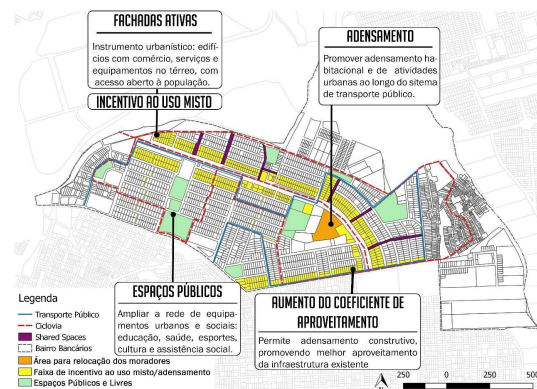 FACHADAS ATIVAS
Instrumento urbanístico: edifí-
cios com comércio, serviços e
equipamentos no térreo, com
acesso aberto à população.
INCENTIVO AO USO MISTO
ADENSAMENTO
Promover adensamento ha-
bitacional e de atividades
urbanas ao longo do sitema
de transporte público.
ESPAÇOS PÚBLICOS
Ampliar a rede de equipa-
mentos urbanos e sociais:
educação, saúde, esportes,
cultura e assistência social.
AUMENTO DO COEFICIENTE DE
APROVEITAMENTO
Permite adensamento construtivo,
promovendo melhor aproveitamento
da infraestrutura existente
Legenda
Transporte Público
Ciclovia
Shared Spaces
Bairro Bancários
Área para relocação dos moradores
Faixa de incentivo ao uso misto/adensamento
Espaços Públicos e Livres
N
250 0 250 500